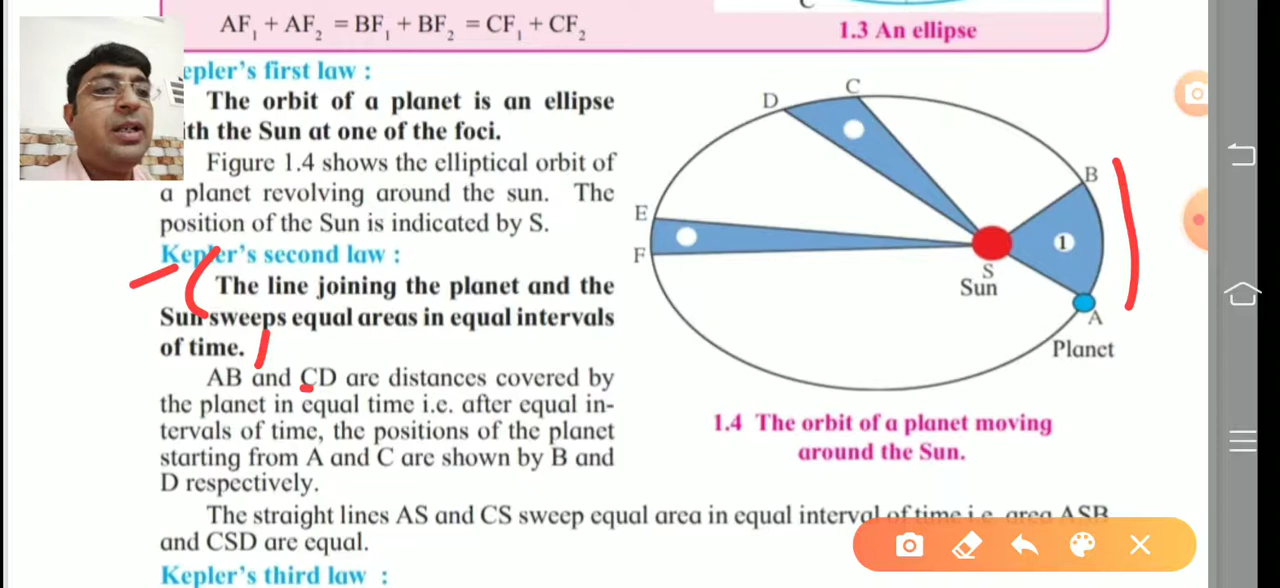 AF1 + AF2 = BF1 + BF2 = CF1 + CF2
C
1.3 An ellipse
epler's first law :
The orbit of a planet is an ellipse
ith the Sun at one of the foci.
Figure 1.4 shows the elliptical orbit of
a planet revolving around the sun. The
position of the Sun is indicated by S.
Kepler's second law :
The line joining the planet and the
Sun sweeps equal areas in equal intervals
of time.
AB and CD are distances covered by
the planet in equal time i.e. after equal in-
tervals of time, the positions of the planet
starting from A and C are shown by B and
D respectively.
D
C
B
E
F
1
S
Sun
A
Planet
1.4 The orbit of a planet moving
around the Sun.
The straight lines AS and CS sweep equal area in equal interval of time i.e. area ASB
and CSD are equal.
Kepler's third law :